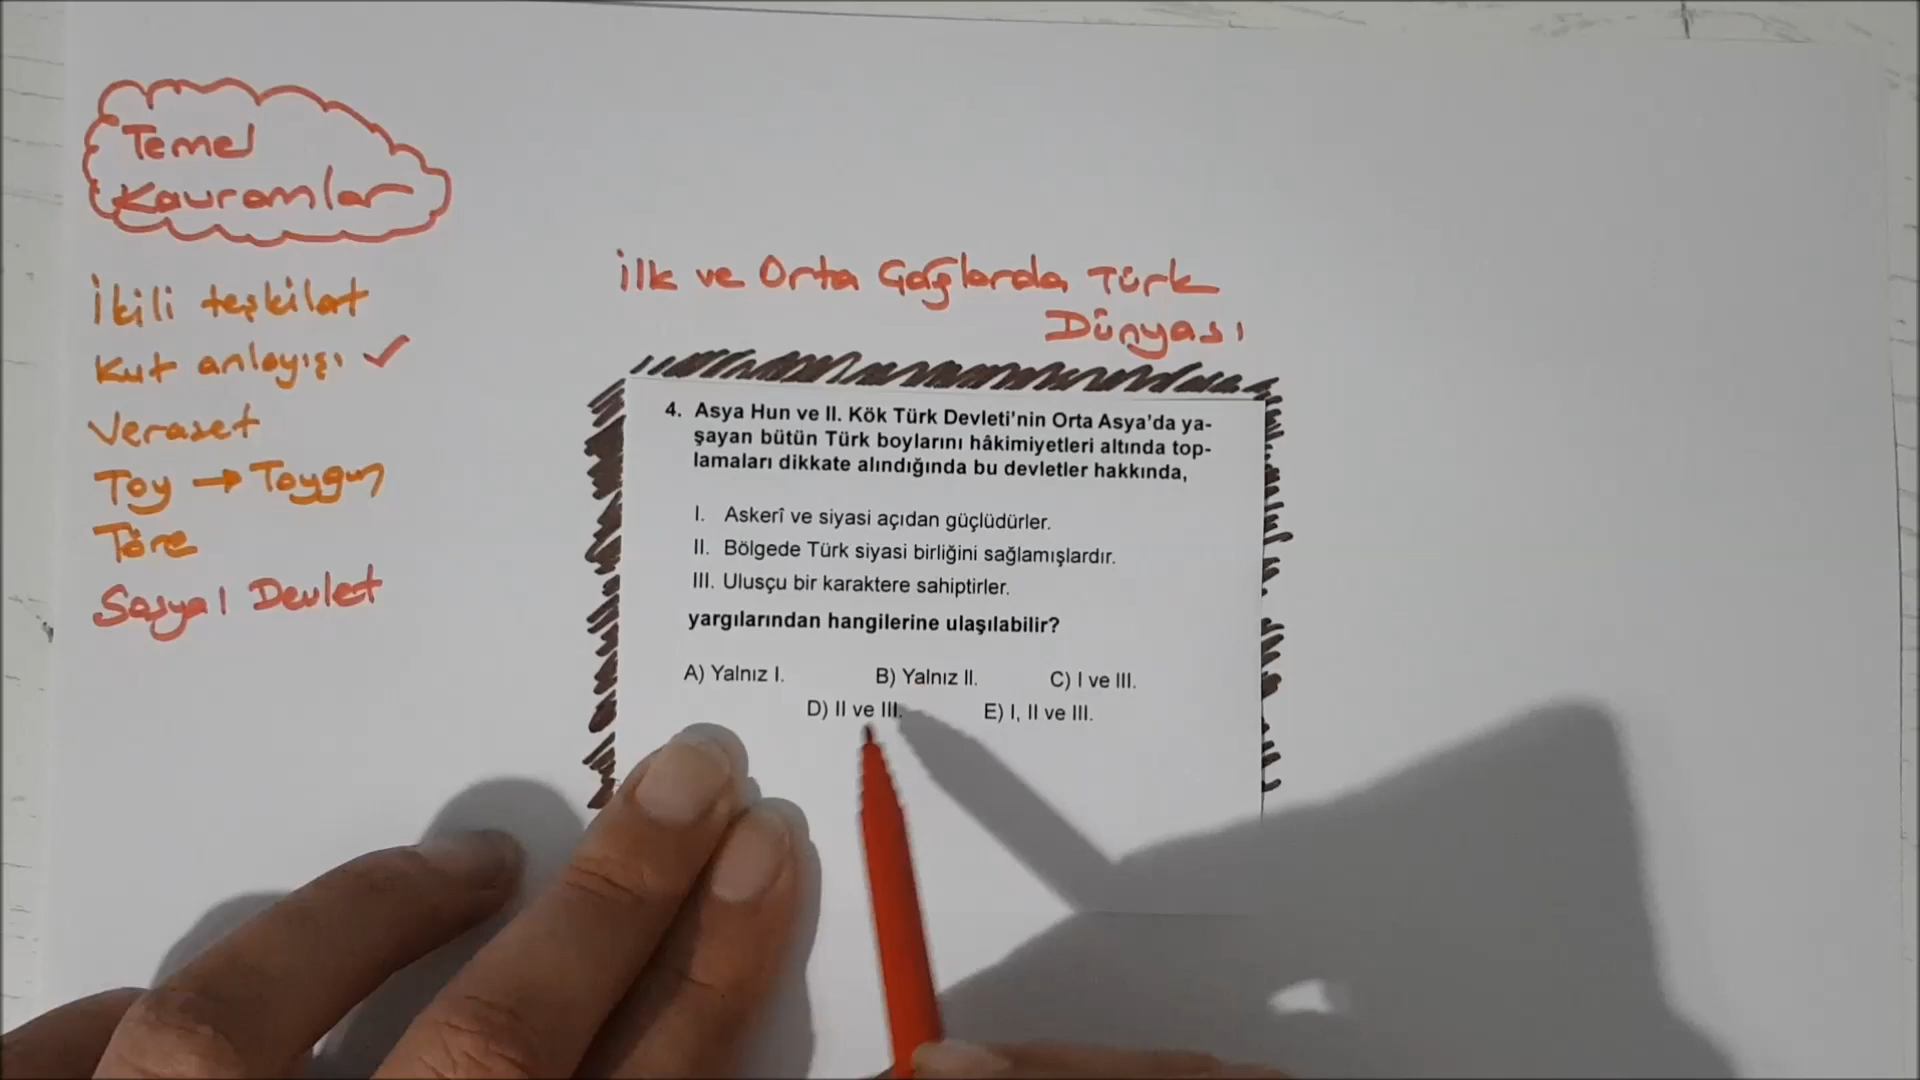 Temel
Kavramlar
İkili teşkilat
Kut anlayışı ✓
Veraset
Toy → Toygun
Töre
Sosyal Devlet
İlk ve Orta Çağlarda Türk
Dünyası
4. Asya Hun ve II. Kök Türk Devleti'nin Orta Asya'da ya-
şayan bütün Türk boylarını hâkimiyetleri altında top-
lamaları dikkate alındığında bu devletler hakkında,
I. Askerî ve siyasi açıdan güçlüdürler.
II. Bölgede Türk siyasi birliğini sağlamışlardır.
III. Ulusçu bir karaktere sahiptirler.
yargılarından hangilerine ulaşılabilir?
A) Yalnız I. B) Yalnız II. C) I ve III.
D) II ve III. E) I, II ve III.